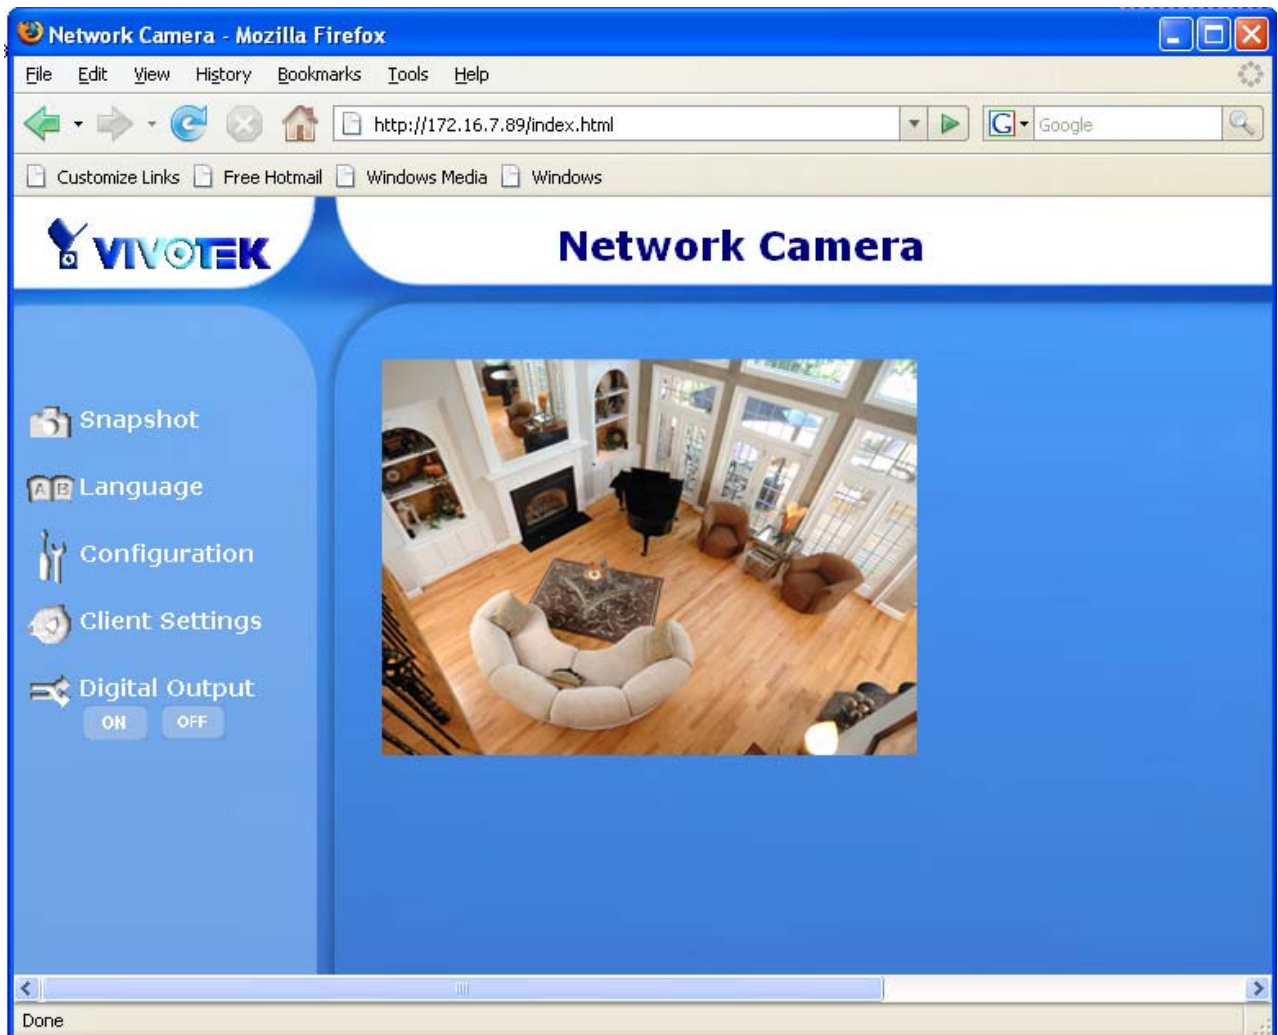 Network Camera - Mozilla Firefox
File Edit View History Bookmarks Tools Help
http://172.16.7.89/index.html
G Google
Customize Links Free Hotmail Windows Media Windows
VIVOTEK
Network Camera
Snapshot
A B Language
Configuration
Client Settings
Digital Output
ON OFF
Done